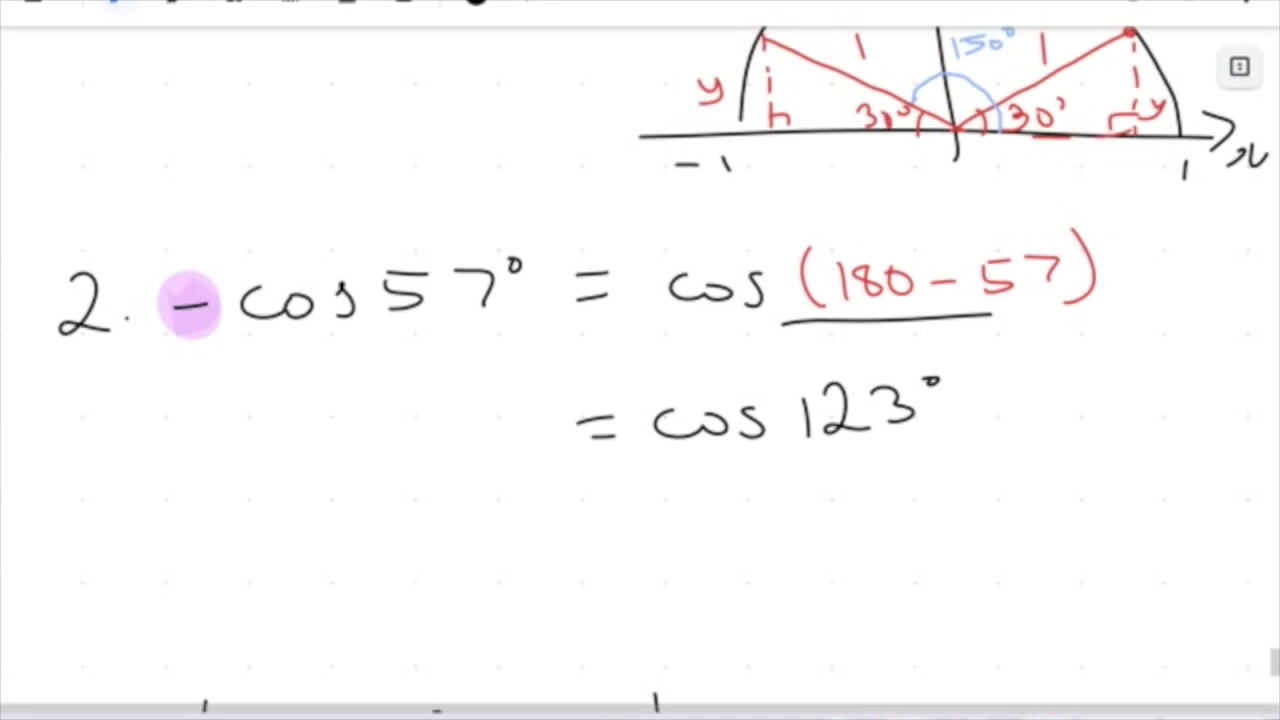 1 150° 1
y 30° 30° y
-1 1 x
2. - cos 57° = cos (180 - 57)
= cos 123°